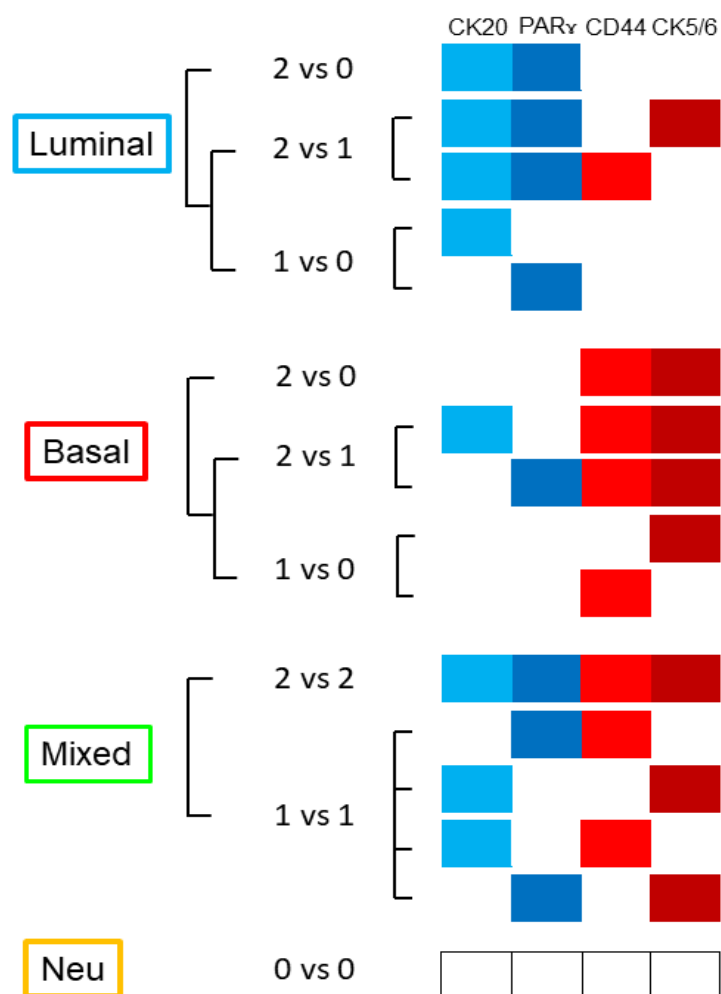 CK20 PARɤ CD44 CK5/6
2 vs 0
Luminal
2 vs 1
1 vs 0
2 vs 0
Basal
2 vs 1
1 vs 0
2 vs 2
Mixed
1 vs 1
Neu
0 vs 0